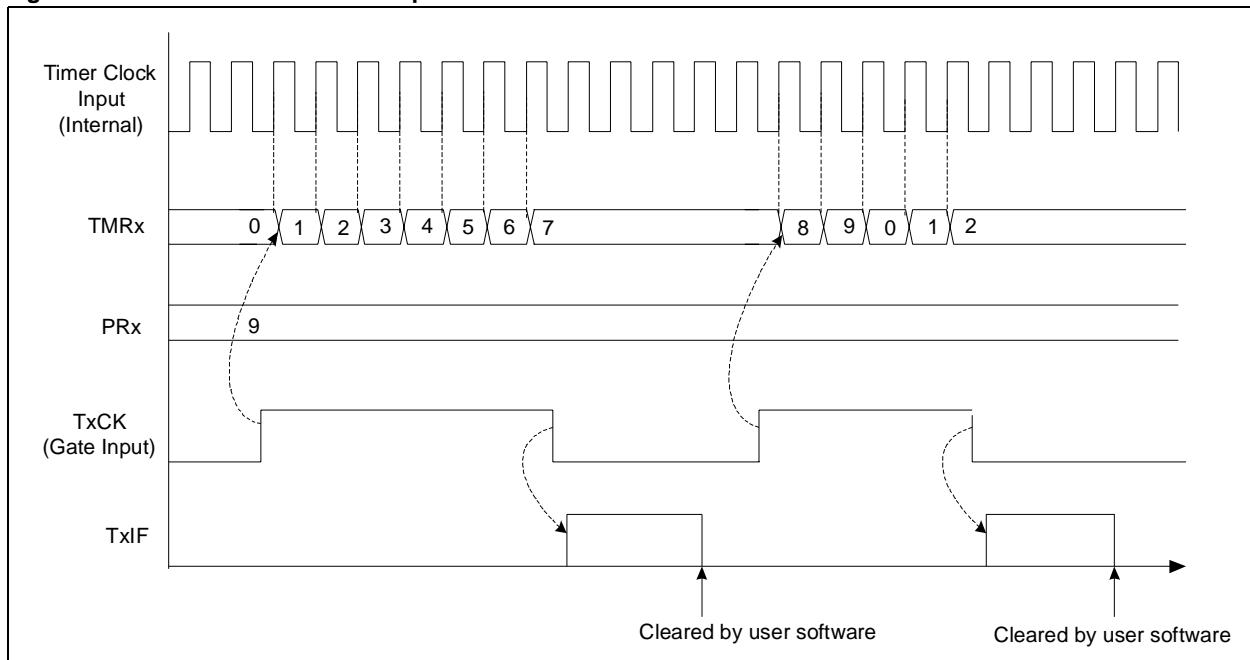 Timer Clock
Input
(Internal)
TMRx
0 1 2 3 4 5 6 7 8 9 0 1 2
PRx
9
TxCK
(Gate Input)
TxIF
Cleared by user software
Cleared by user software